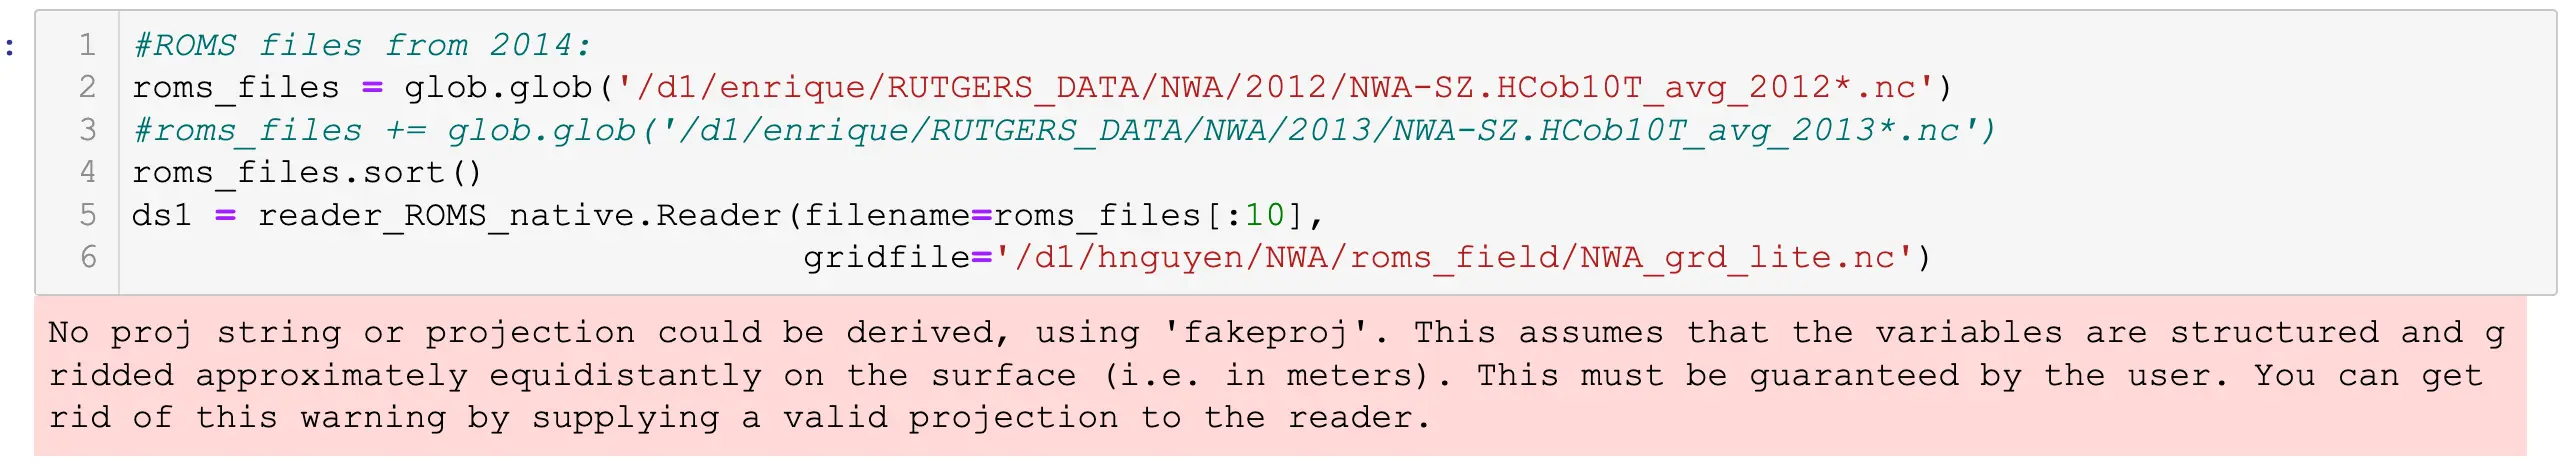 :
1 #ROMS files from 2014:
2 roms_files = glob.glob('/d1/enrique/RUTGERS_DATA/NWA/2012/NWA-SZ.HCob10T_avg_2012*.nc')
3 #roms_files += glob.glob('/d1/enrique/RUTGERS_DATA/NWA/2013/NWA-SZ.HCob10T_avg_2013*.nc')
4 roms_files.sort()
5 ds1 = reader_ROMS_native.Reader(filename=roms_files[:10],
6 gridfile='/d1/hnguyen/NWA/roms_field/NWA_grd_lite.nc')
No proj string or projection could be derived, using 'fakeproj'. This assumes that the variables are structured and g
ridded approximately equidistantly on the surface (i.e. in meters). This must be guaranteed by the user. You can get
rid of this warning by supplying a valid projection to the reader.